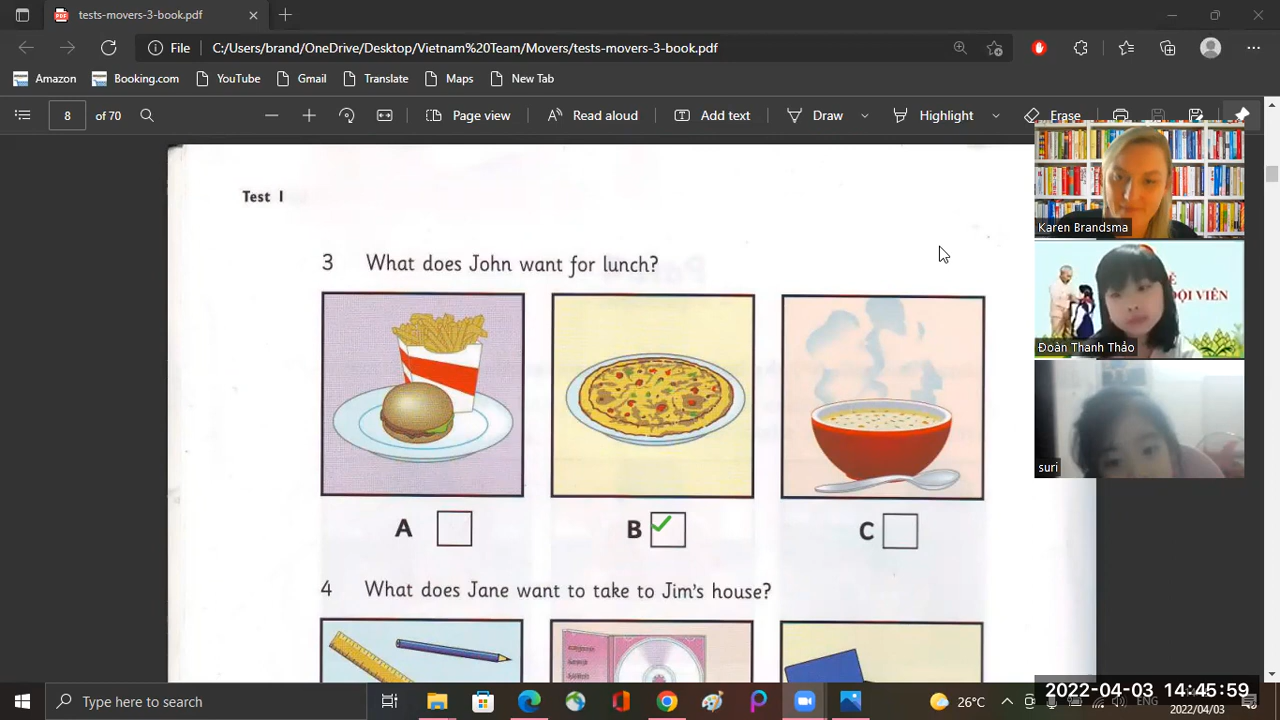 tests-movers-3-book.pdf
File C:/Users/brand/OneDrive/Desktop/Vietnam%20Team/Movers/tests-movers-3-book.pdf
Amazon Booking.com YouTube Gmail Translate Maps New Tab
8 of 70 Page view Read aloud Add text Draw Highlight Erase
Test 1
3 What does John want for lunch?
A B C
4 What does Jane want to take to Jim's house?
Karen Brandsma
ĐỘI VIÊN
Đoàn Thanh Thảo
suri
Type here to search
26°C
ENG
2022-04-03 14:45:59
2022/04/03